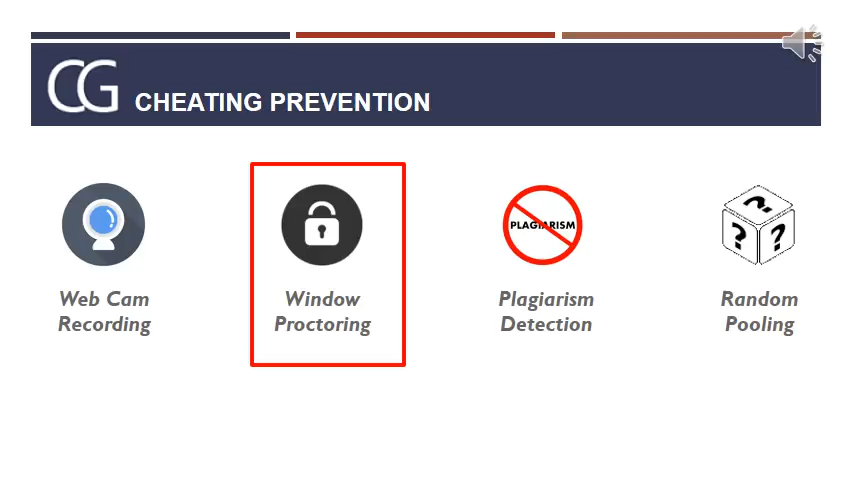 CG CHEATING PREVENTION
PLAGIARISM
? ? ?
Web Cam
Recording
Window
Proctoring
Plagiarism
Detection
Random
Pooling